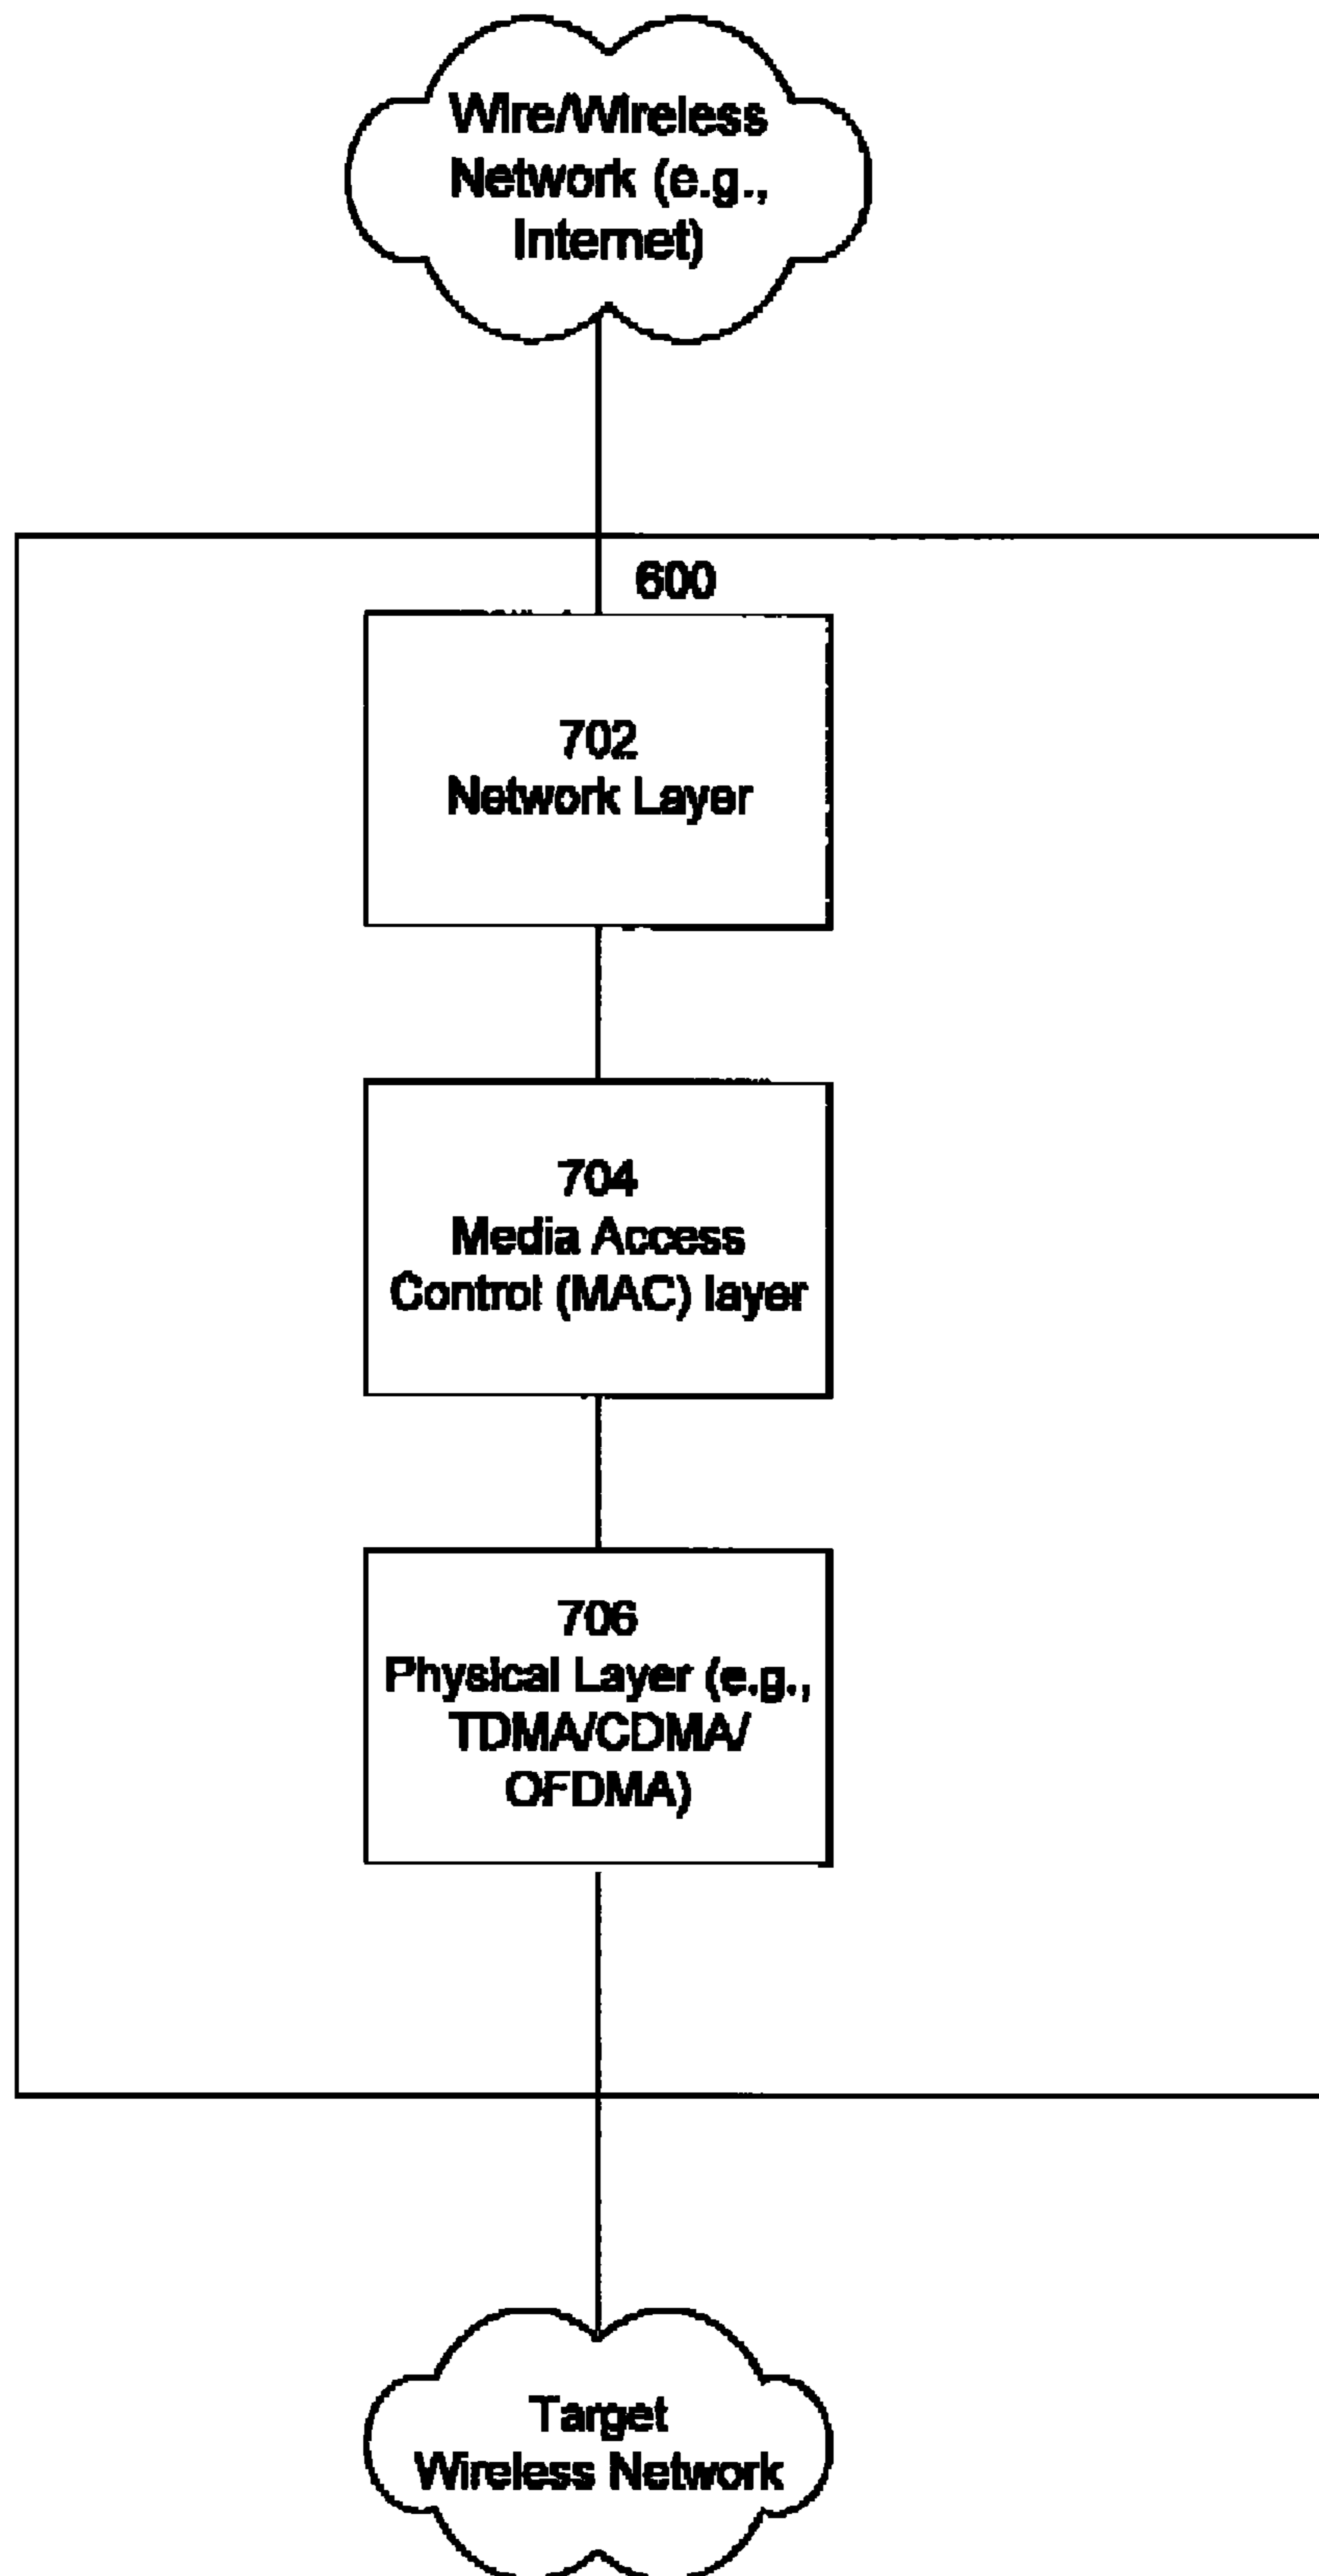 Wire/Wireless
Network (e.g.,
Internet)
600
702
Network Layer
704
Media Access
Control (MAC) layer
706
Physical Layer (e.g.,
TDMA/CDMA/
OFDMA)
Target
Wireless Network